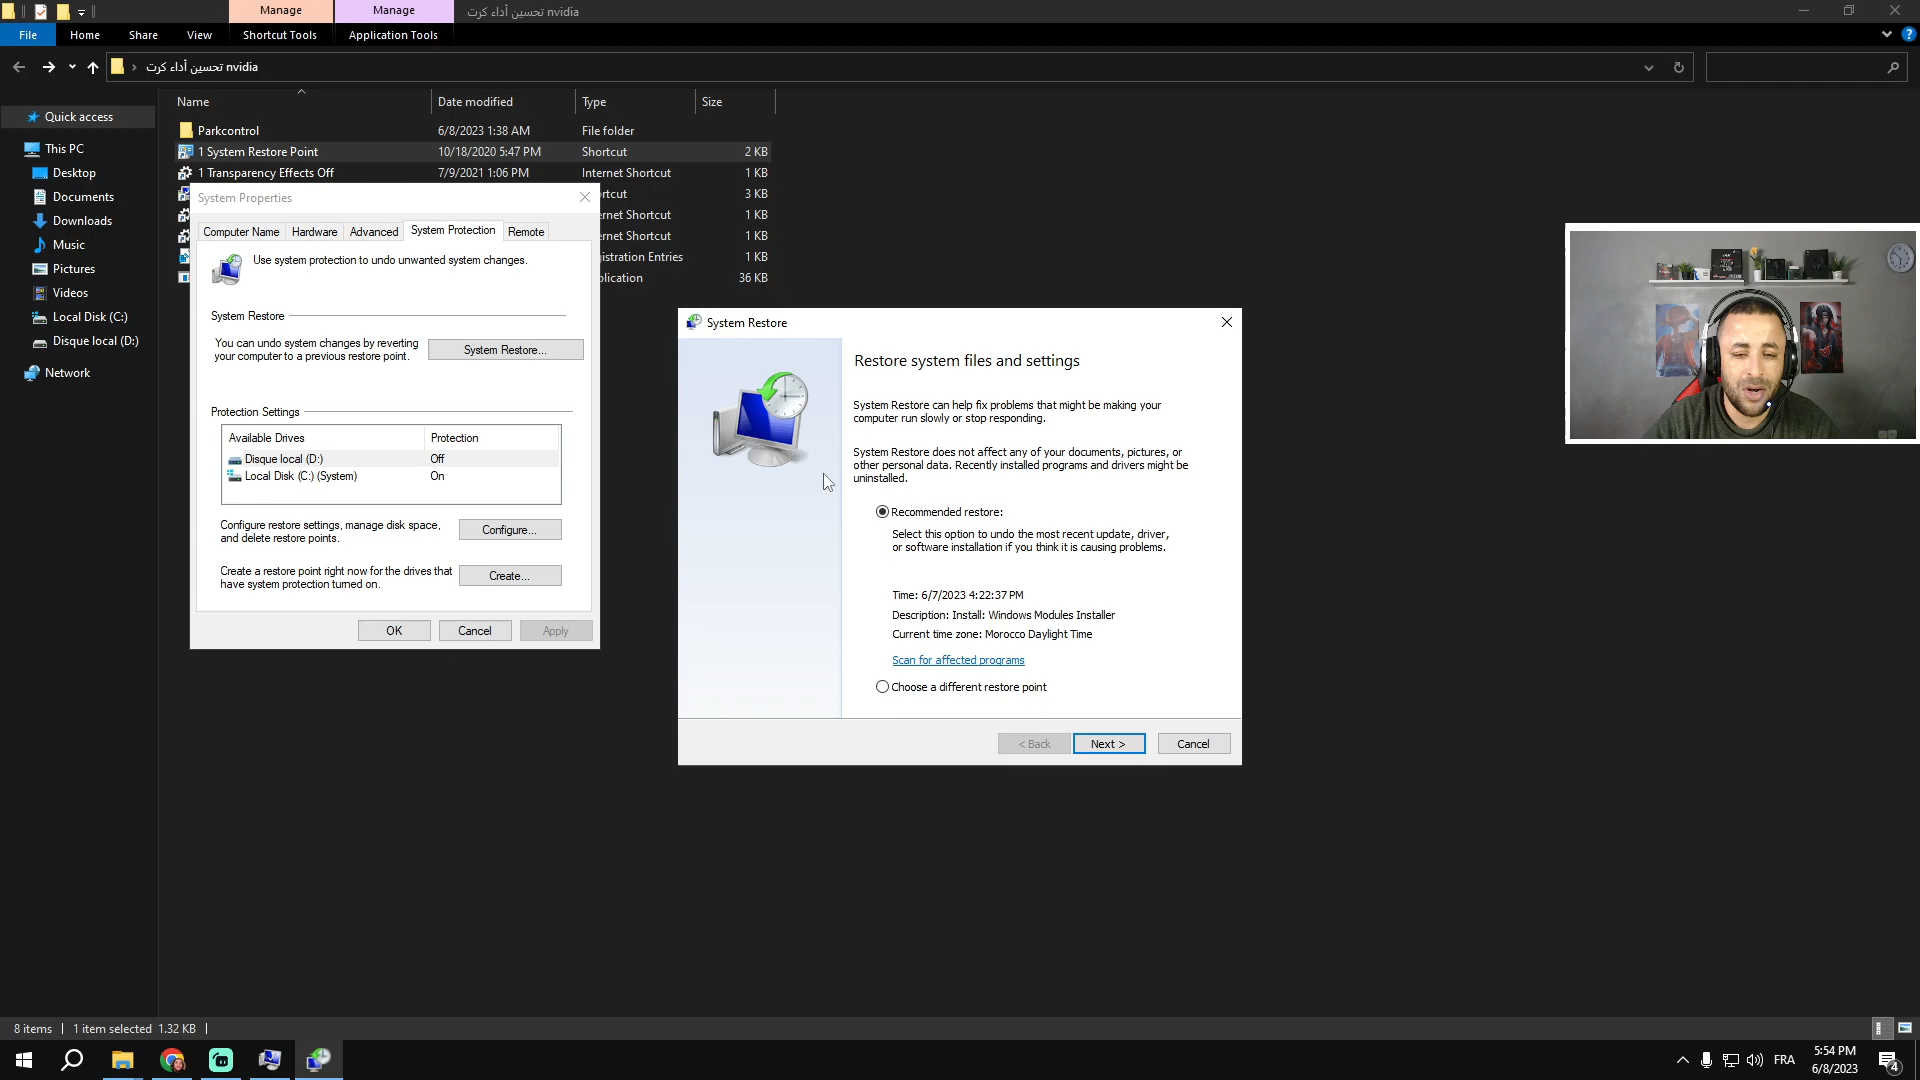 Manage
Manage
تحسين أداء كرت nvidia
File
Home
Share
View
Shortcut Tools
Application Tools
تحسين أداء كرت nvidia
Name
Date modified
Type
Size
Quick access
This PC
Desktop
Documents
Downloads
Music
Pictures
Videos
Local Disk (C:)
Disque local (D:)
Network
Parkcontrol 6/8/2023 1:38 AM File folder
1 System Restore Point 10/18/2020 5:47 PM Shortcut 2 KB
1 Transparency Effects Off 7/9/2021 1:06 PM Internet Shortcut 1 KB
ortcut 3 KB
ernet Shortcut 1 KB
ernet Shortcut 1 KB
gistration Entries 1 KB
plication 36 KB
System Properties
Computer Name
Hardware
Advanced
System Protection
Remote
Use system protection to undo unwanted system changes.
System Restore
You can undo system changes by reverting
your computer to a previous restore point.
System Restore...
Protection Settings
Available Drives Protection
Disque local (D:) Off
Local Disk (C:) (System) On
Configure restore settings, manage disk space,
and delete restore points.
Configure...
Create a restore point right now for the drives that
have system protection turned on.
Create...
OK
Cancel
Apply
System Restore
Restore system files and settings
System Restore can help fix problems that might be making your
computer run slowly or stop responding.
System Restore does not affect any of your documents, pictures, or
other personal data. Recently installed programs and drivers might be
uninstalled.
Recommended restore:
Select this option to undo the most recent update, driver,
or software installation if you think it is causing problems.
Time: 6/7/2023 4:22:37 PM
Description: Install: Windows Modules Installer
Current time zone: Morocco Daylight Time
Scan for affected programs
Choose a different restore point
< Back
Next >
Cancel
8 items
1 item selected 1.32 KB
FRA
5:54 PM
6/8/2023
4